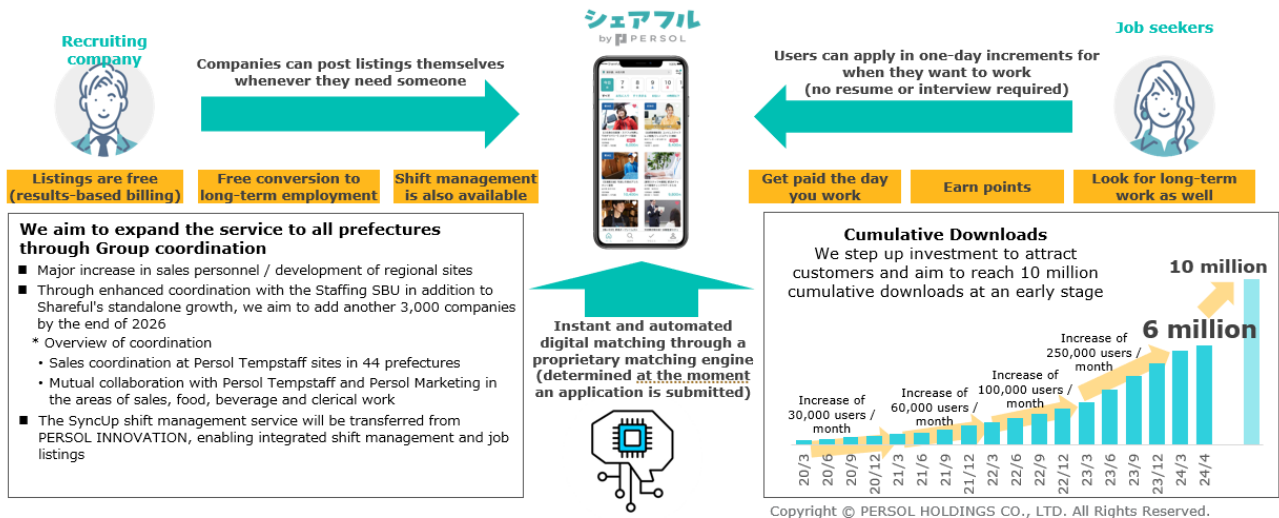 シェアフル
by PERSOL
Recruiting
company
Companies can post listings themselves
whenever they need someone
Users can apply in one-day increments for
when they want to work
(no resume or interview required)
Job seekers
Listings are free
(results-based billing)
Free conversion to
long-term employment
Shift management
is also available
Get paid the day
you work
Earn points
Look for long-term
work as well
We aim to expand the service to all prefectures
through Group coordination
■ Major increase in sales personnel / development of regional sites
■ Through enhanced coordination with the Staffing SBU in addition to
Shareful's standalone growth, we aim to add another 3,000 companies
by the end of 2026
* Overview of coordination
・Sales coordination at Persol Tempstaff sites in 44 prefectures
・Mutual collaboration with Persol Tempstaff and Persol Marketing in
the areas of sales, food, beverage and clerical work
■ The SyncUp shift management service will be transferred from
PERSOL INNOVATION, enabling integrated shift management and job
listings
Instant and automated
digital matching through a
proprietary matching engine
(determined at the moment
an application is submitted)
Cumulative Downloads
We step up investment to attract
customers and aim to reach 10 million
cumulative downloads at an early stage
10 million
6 million
Increase of
30,000 users /
month
Increase of
60,000 users /
month
Increase of
100,000 users /
month
Increase of
250,000 users /
month
20/3
20/6
20/9
20/12
21/3
21/6
21/9
21/12
22/3
22/6
22/9
22/12
23/3
23/6
23/9
23/12
24/3
24/4
Copyright © PERSOL HOLDINGS CO., LTD. All Rights Reserved.